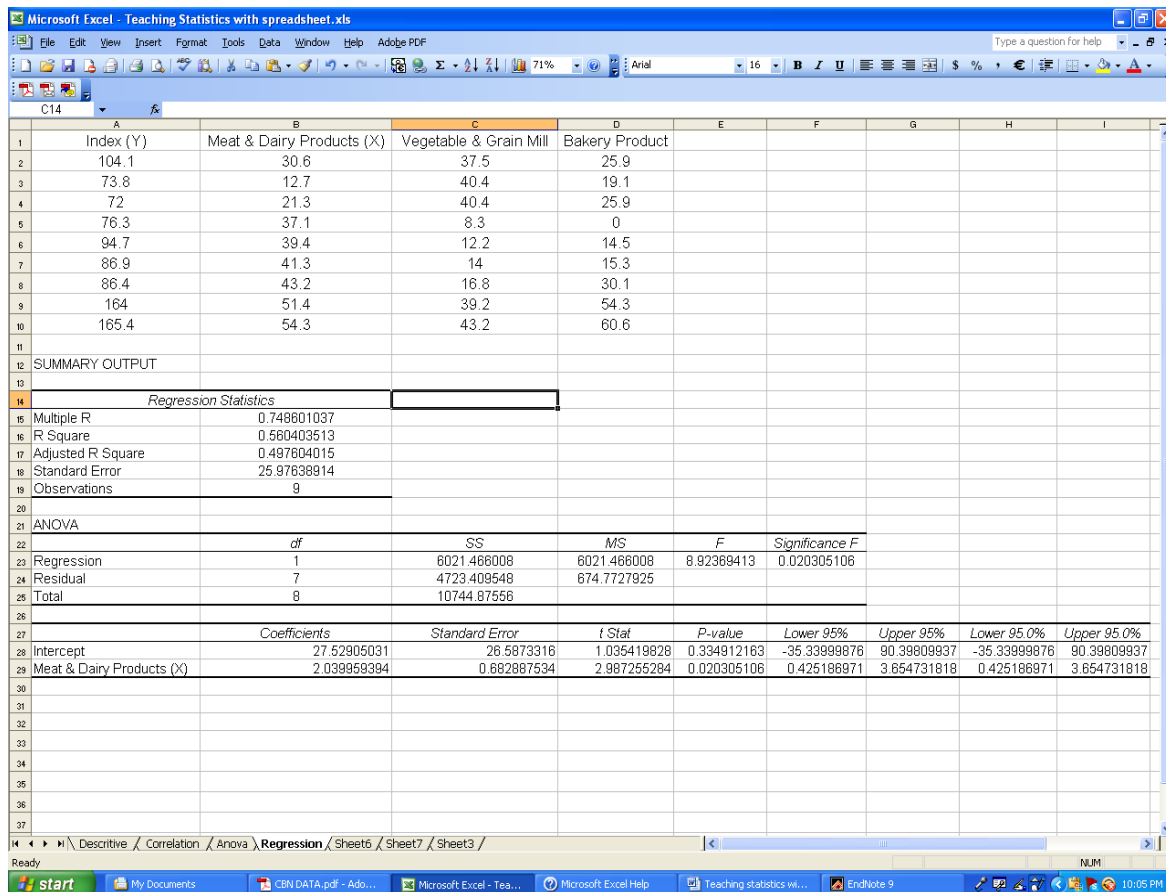 Microsoft Excel - Teaching Statistics with spreadsheet.xls
File Edit View Insert Format Tools Data Window Help Adobe PDF Type a question for help
71% Arial 16 B I U $ % , €
C14 fx
A B C D E F G H I
1 Index (Y) Meat & Dairy Products (X) Vegetable & Grain Mill Bakery Product
2 104.1 30.6 37.5 25.9
3 73.8 12.7 40.4 19.1
4 72 21.3 40.4 25.9
5 76.3 37.1 8.3 0
6 94.7 39.4 12.2 14.5
7 86.9 41.3 14 15.3
8 86.4 43.2 16.8 30.1
9 164 51.4 39.2 54.3
10 165.4 54.3 43.2 60.6
11
12 SUMMARY OUTPUT
13
14 Regression Statistics
15 Multiple R 0.748601037
16 R Square 0.560403513
17 Adjusted R Square 0.497604015
18 Standard Error 25.97638914
19 Observations 9
20
21 ANOVA
22 df SS MS F Significance F
23 Regression 1 6021.466008 6021.466008 8.92369413 0.020305106
24 Residual 7 4723.409548 674.7727925
25 Total 8 10744.87556
26
27 Coefficients Standard Error t Stat P-value Lower 95% Upper 95% Lower 95.0% Upper 95.0%
28 Intercept 27.52905031 26.5873316 1.035419828 0.334912163 -35.33999876 90.39809937 -35.33999876 90.39809937
29 Meat & Dairy Products (X) 2.039959394 0.682887534 2.987255284 0.020305106 0.425186971 3.654731818 0.425186971 3.654731818
30
31
32
33
34
35
36
37
Descritive Correlation Anova Regression Sheet6 Sheet7 Sheet3
Ready NUM
start My Documents CBN DATA.pdf - Ado... Microsoft Excel - Tea... Microsoft Excel Help Teaching statistics wi... EndNote 9 10:05 PM